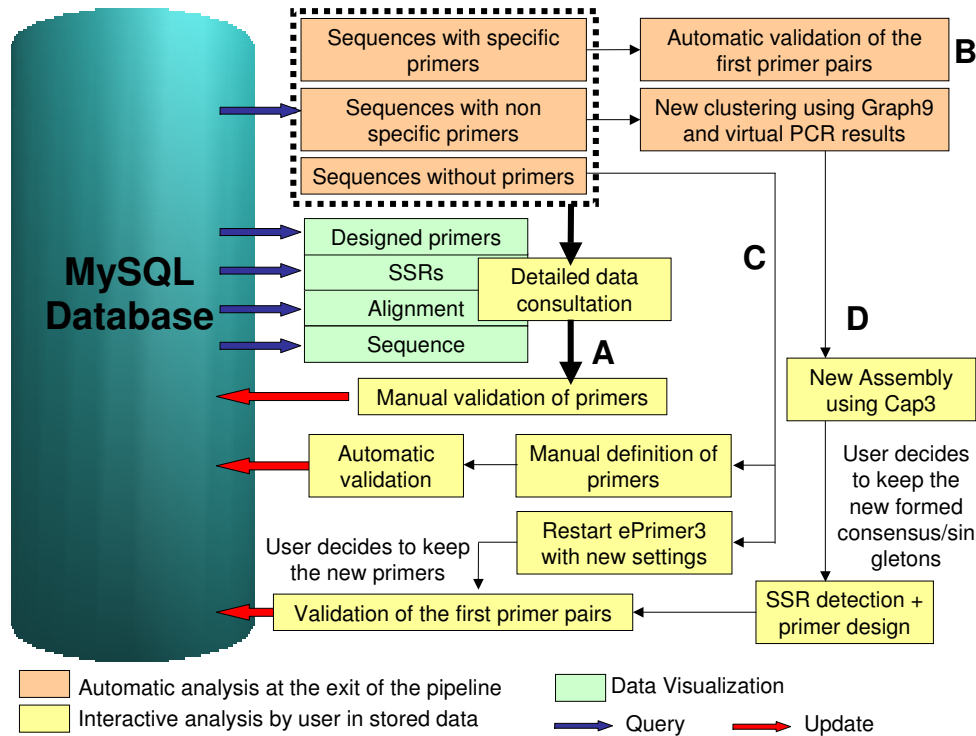 Sequences with specific
primers
Automatic validation of the
first primer pairs
B
Sequences with non
specific primers
New clustering using Graph9
and virtual PCR results
Sequences without primers
MySQL
Database
Designed primers
SSRs
Alignment
Sequence
Detailed data
consultation
C
D
A
Manual validation of primers
New Assembly
using Cap3
Automatic
validation
Manual definition of
primers
User decides
to keep the
new formed
consensus/sin
gletons
Restart ePrimer3
with new settings
User decides to keep
the new primers
Validation of the first primer pairs
SSR detection +
primer design
Automatic analysis at the exit of the pipeline
Data Visualization
Interactive analysis by user in stored data
Query
Update